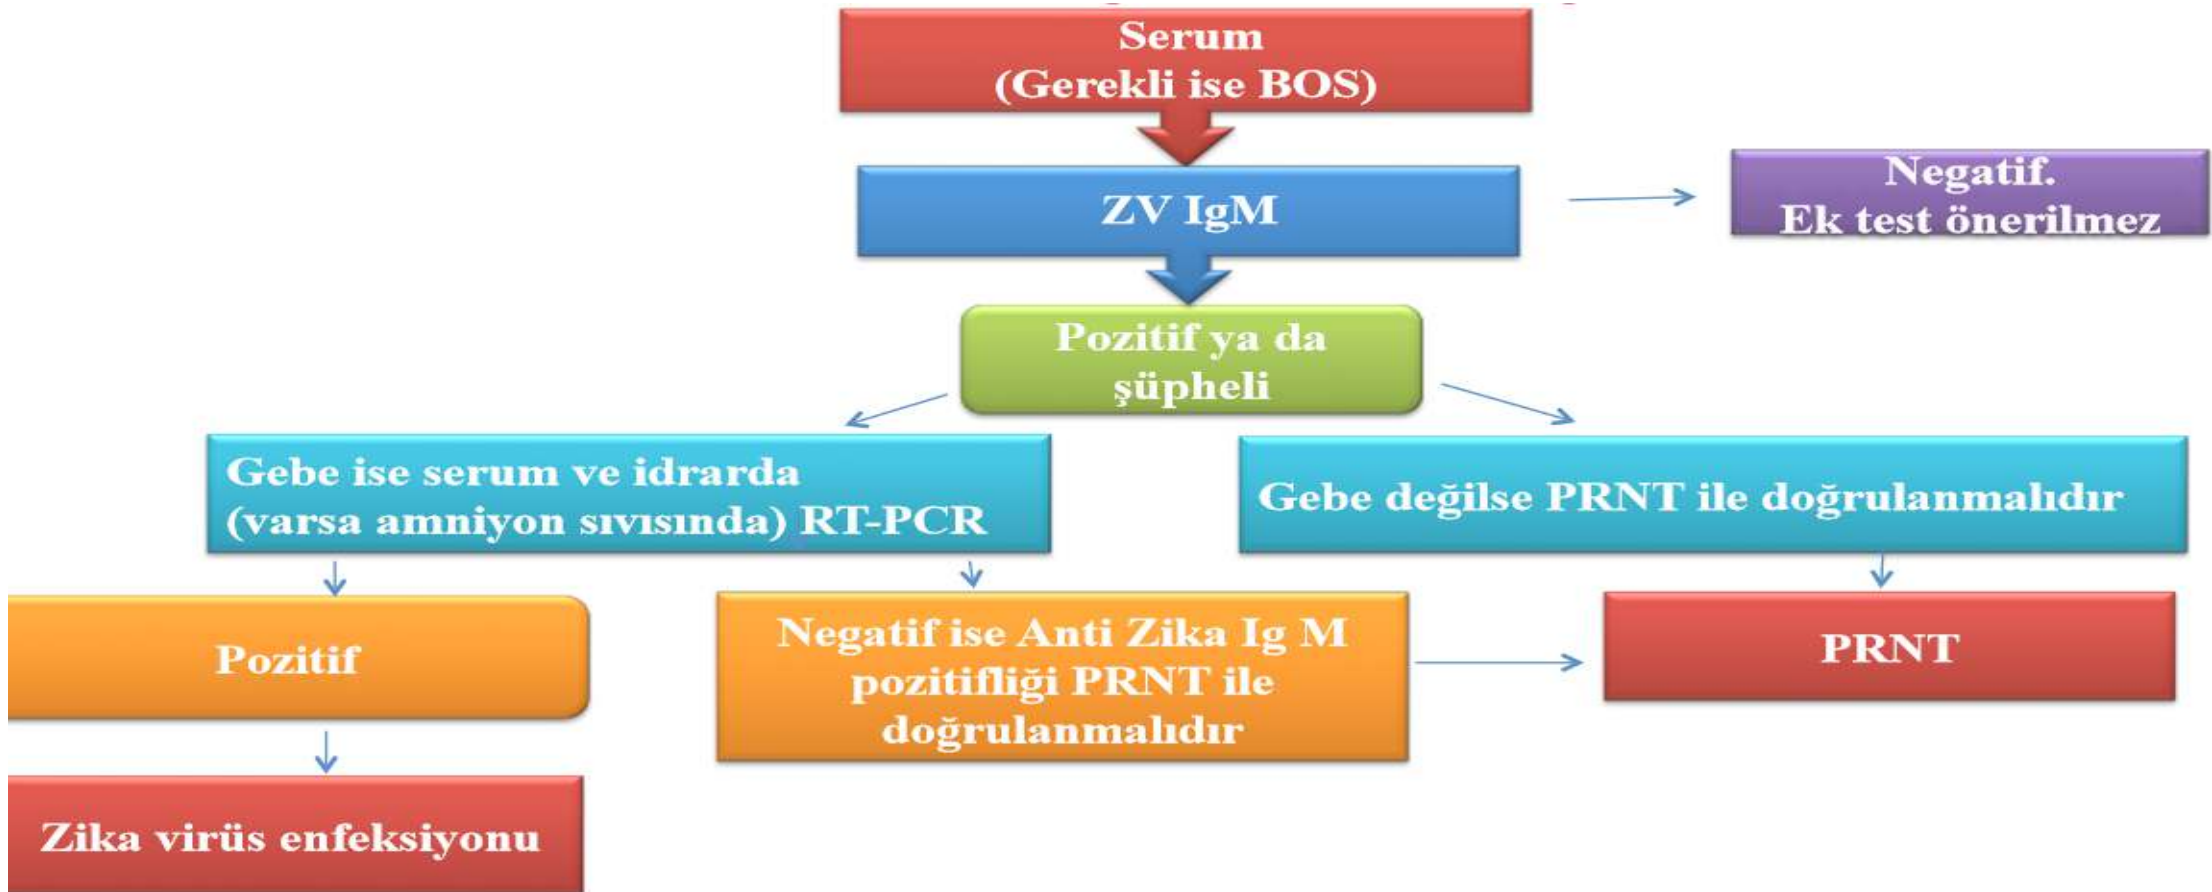 Serum
(Gerekli ise BOS)
ZV IgM
Negatif.
Ek test önerilmez
Pozitif ya da
şüpheli
Gebe ise serum ve idrarda
(varsa amniyon sıvısında) RT-PCR
Gebe değilse PRNT ile doğrulanmalıdır
Pozitif
Negatif ise Anti Zika Ig M
pozitifliği PRNT ile
doğrulanmalıdır
PRNT
Zika virüs enfeksiyonu